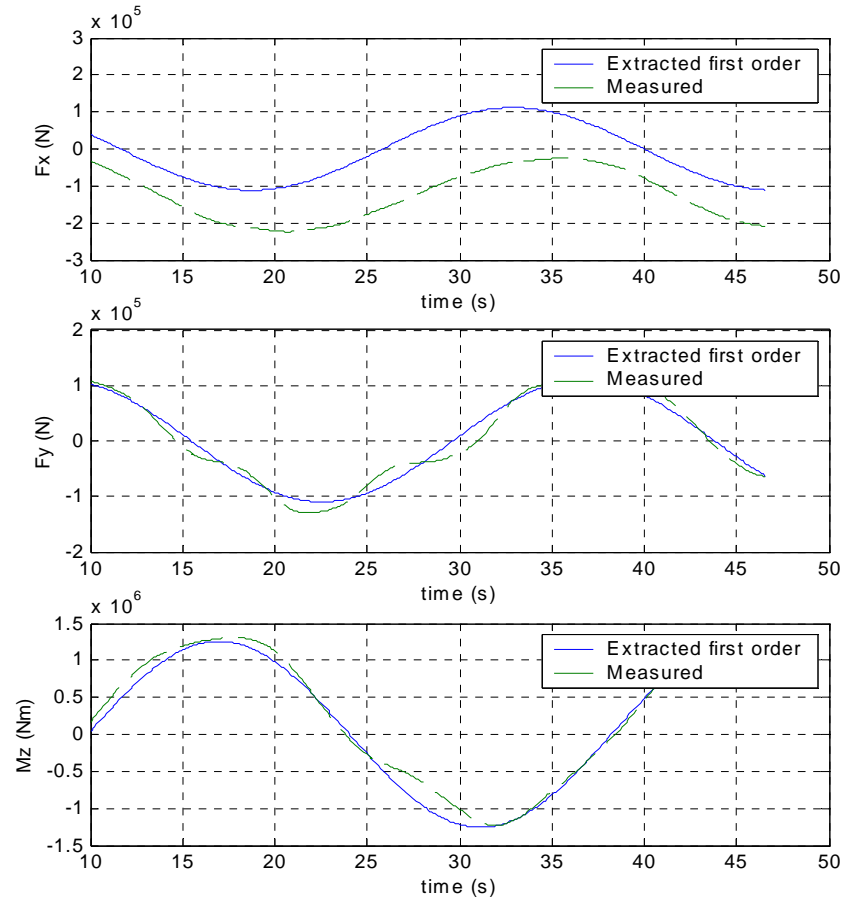 x 10^5
3
2
1
0
-1
-2
-3
Fx (N)
Extracted first order
Measured
10 15 20 25 30 35 40 45 50
time (s)
x 10^5
2
1
0
-1
-2
Fy (N)
Extracted first order
Measured
10 15 20 25 30 35 40 45 50
time (s)
x 10^6
1.5
1
0.5
0
-0.5
-1
-1.5
Mz (Nm)
Extracted first order
Measured
10 15 20 25 30 35 40 45 50
time (s)